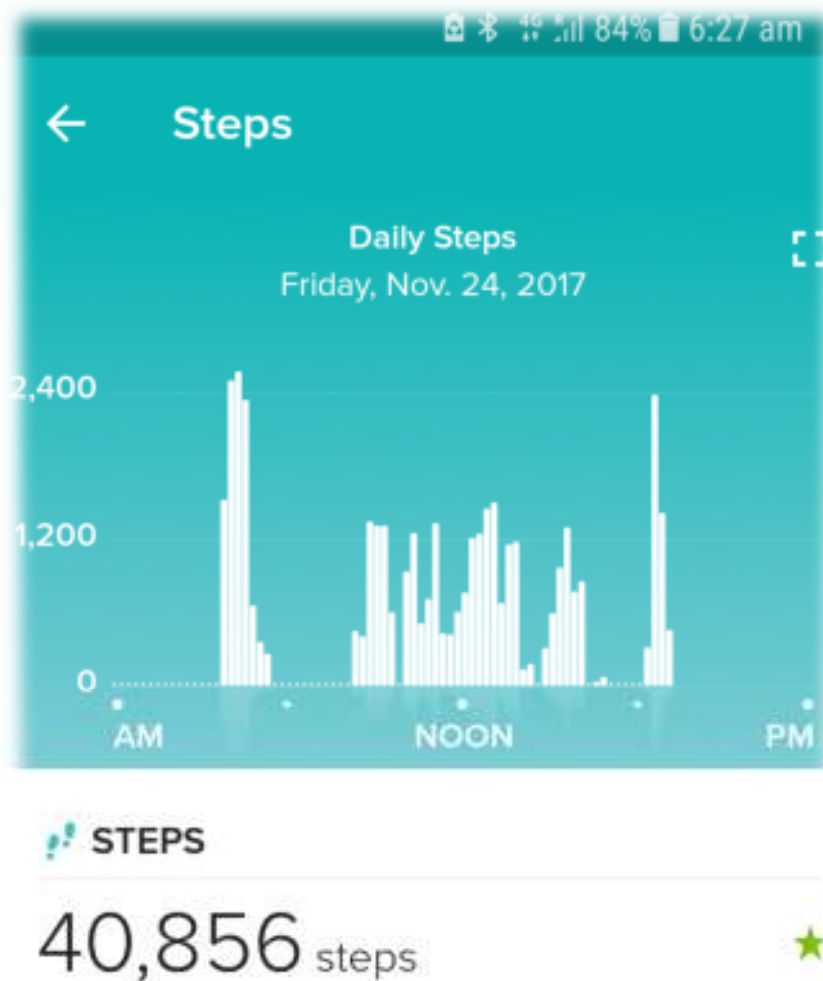 4G R 84% 6:27 am
Steps
Daily Steps
Friday, Nov. 24, 2017
2,400
1,200
0
AM NOON PM
STEPS
40,856 steps